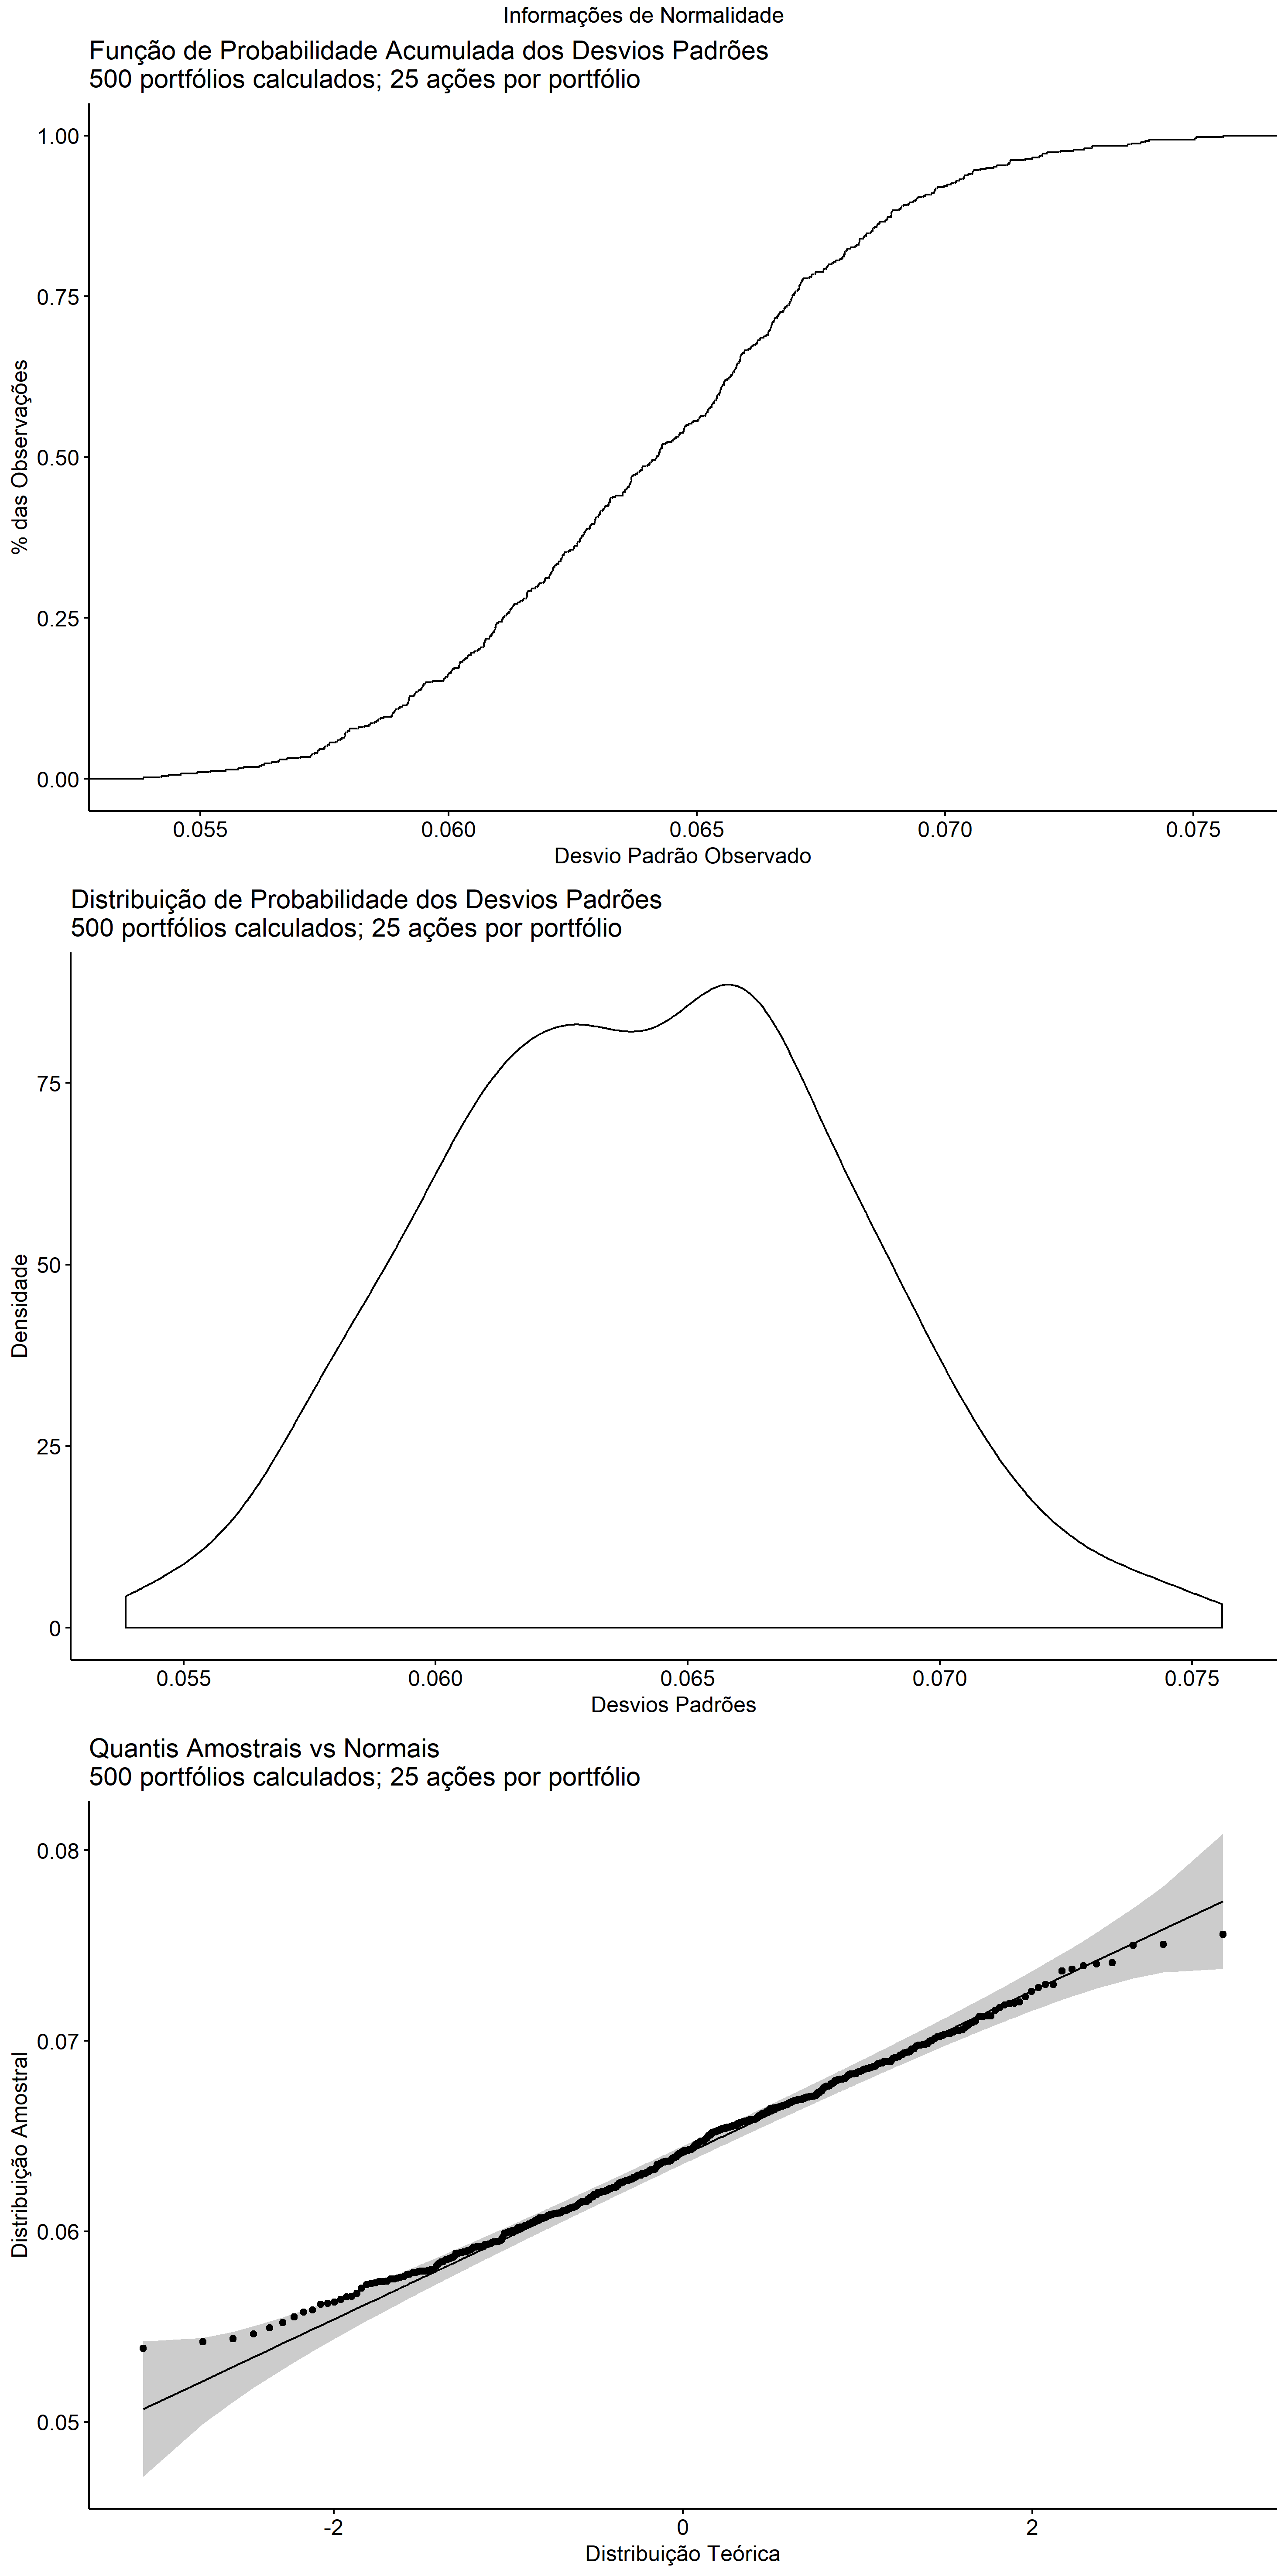 Informações de Normalidade
Função de Probabilidade Acumulada dos Desvios Padrões
500 portfólios calculados; 25 ações por portfólio
1.00
0.75
0.50
0.25
0.00
% das Observações
0.055 0.060 0.065 0.070 0.075
Desvio Padrão Observado
Distribuição de Probabilidade dos Desvios Padrões
500 portfólios calculados; 25 ações por portfólio
75
50
25
0
Densidade
0.055 0.060 0.065 0.070 0.075
Desvios Padrões
Quantis Amostrais vs Normais
500 portfólios calculados; 25 ações por portfólio
0.08
0.07
0.06
0.05
Distribuição Amostral
-2 0 2
Distribuição Teórica